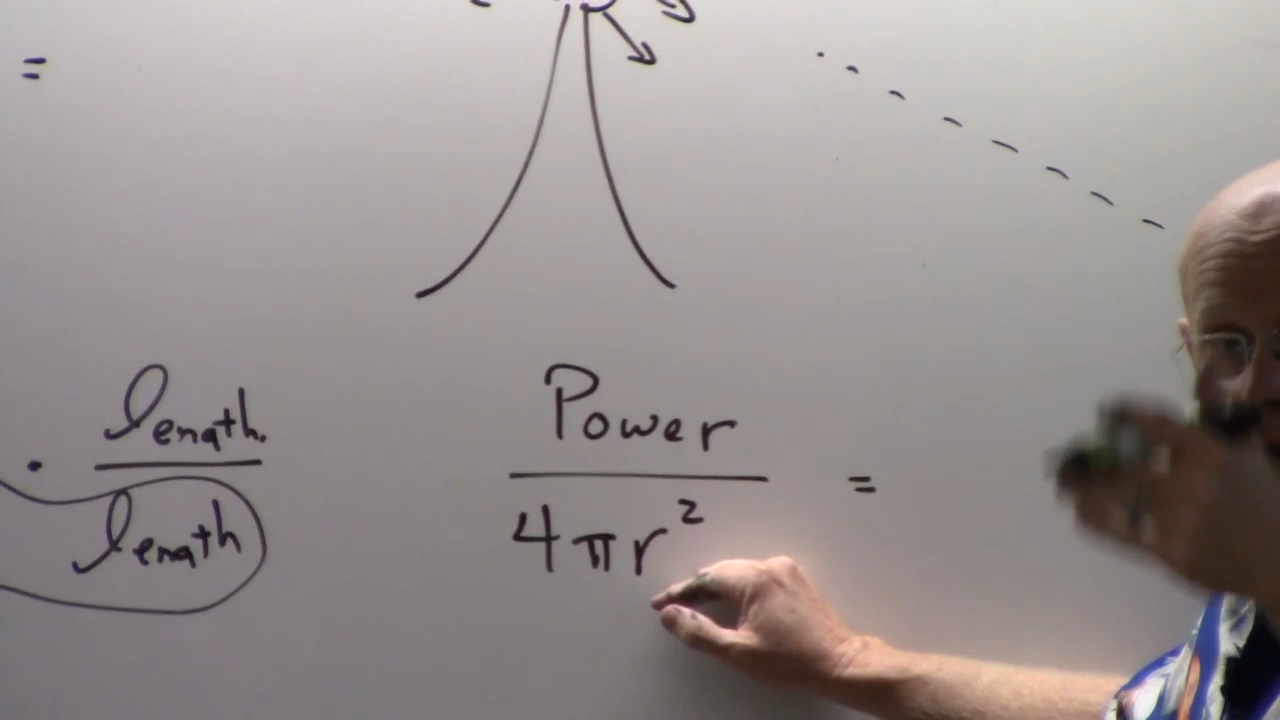 =
· length.
length
Power
4πr² =